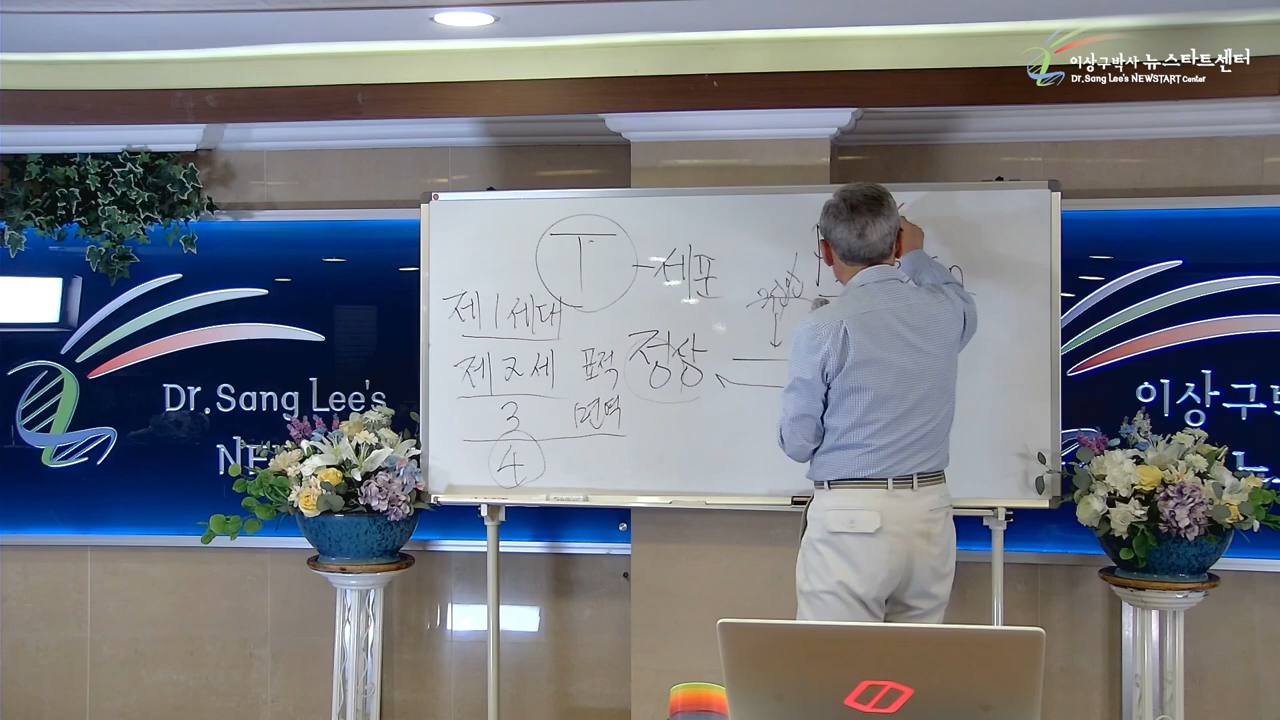 이상구박사 뉴스타트센터
Dr. Sang Lee's NEWSTART Center
T
세포
제1세대
제2세 표적
정상
3 면역
4
Dr.Sang Lee's
이상구